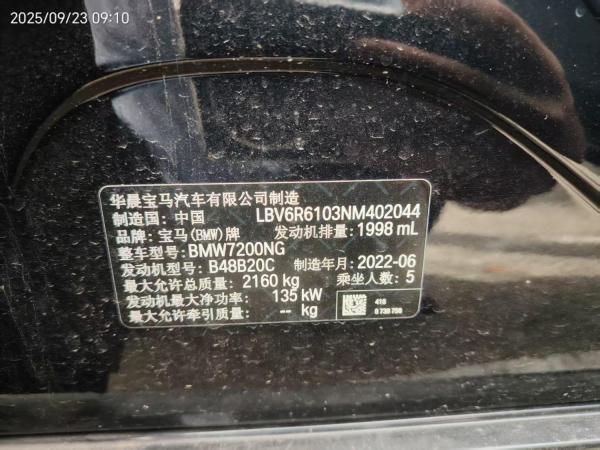 2025/09/23 09:10
华晨宝马汽车有限公司制造
制造国: 中国 LBV6R6103NM402044
品牌: 宝马(BMW)牌 发动机排量: 1998 mL
整车型号: BMW7200NG
发动机型号: B48B20C 制造年月: 2022-06
最大允许总质量: 2160 kg 乘坐人数: 5
发动机最大净功率: 135 kW
最大允许牵引质量: -- kg
416